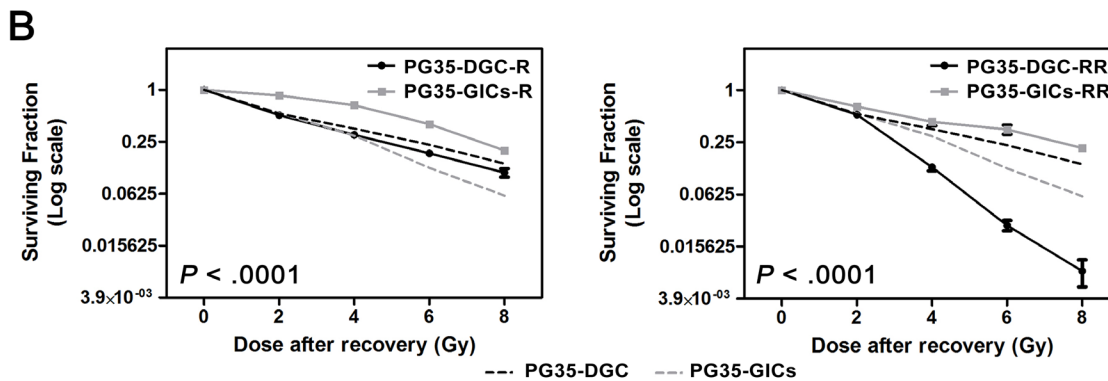 B
PG35-DGC-R
PG35-GICs-R
Surviving Fraction
(Log scale)
1
0.25
0.0625
0.015625
3.9×10⁻⁰³
P < .0001
0 2 4 6 8
Dose after recovery (Gy)
PG35-DGC-RR
PG35-GICs-RR
Surviving Fraction
(Log scale)
1
0.25
0.0625
0.015625
3.9×10⁻⁰³
P < .0001
0 2 4 6 8
Dose after recovery (Gy)
PG35-DGC PG35-GICs